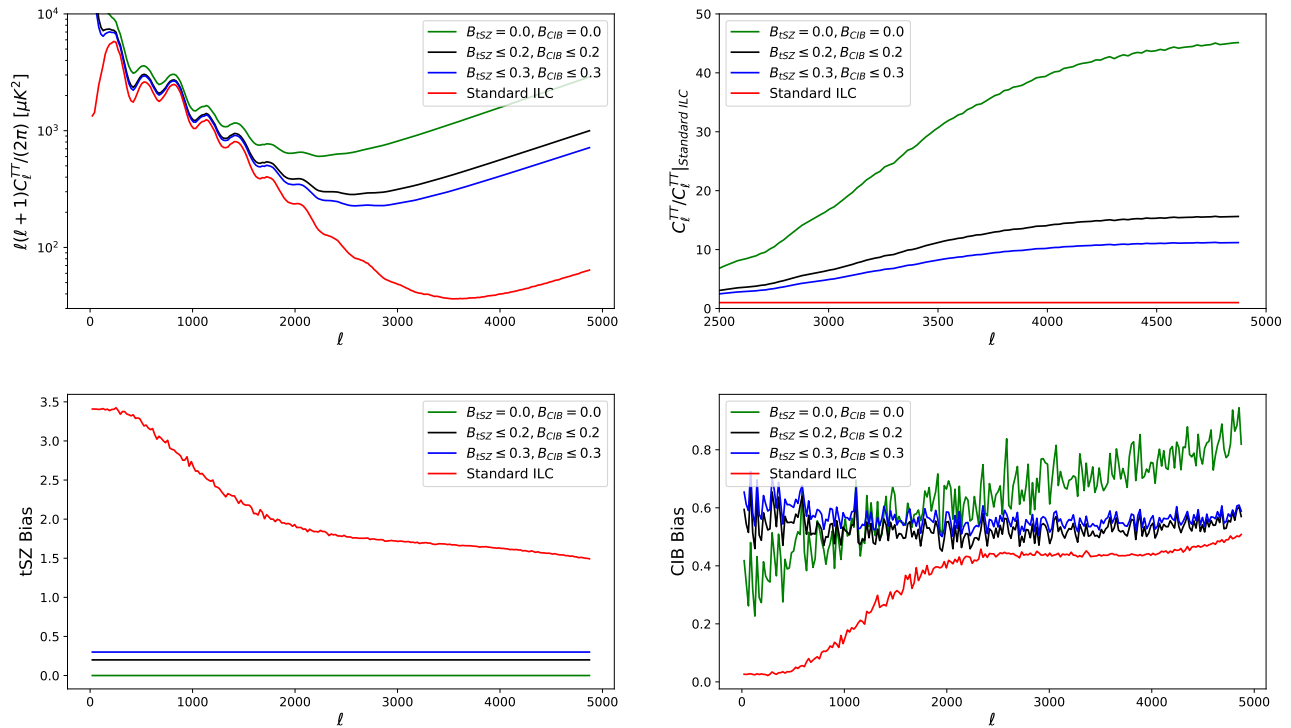 10^4
10^3
10^2
ℓ(ℓ + 1)C_ℓ^{TT}/(2π) [μK^2]
B_{tSZ} = 0.0, B_{CIB} = 0.0
B_{tSZ} ≤ 0.2, B_{CIB} ≤ 0.2
B_{tSZ} ≤ 0.3, B_{CIB} ≤ 0.3
Standard ILC
0 1000 2000 3000 4000 5000
ℓ
50
40
30
20
10
0
C_ℓ^{TT}/C_ℓ^{TT}|_{Standard ILC}
B_{tSZ} = 0.0, B_{CIB} = 0.0
B_{tSZ} ≤ 0.2, B_{CIB} ≤ 0.2
B_{tSZ} ≤ 0.3, B_{CIB} ≤ 0.3
Standard ILC
2500 3000 3500 4000 4500 5000
ℓ
3.5
3.0
2.5
2.0
1.5
1.0
0.5
0.0
tSZ Bias
B_{tSZ} = 0.0, B_{CIB} = 0.0
B_{tSZ} ≤ 0.2, B_{CIB} ≤ 0.2
B_{tSZ} ≤ 0.3, B_{CIB} ≤ 0.3
Standard ILC
0 1000 2000 3000 4000 5000
ℓ
0.8
0.6
0.4
0.2
0.0
CIB Bias
B_{tSZ} = 0.0, B_{CIB} = 0.0
B_{tSZ} ≤ 0.2, B_{CIB} ≤ 0.2
B_{tSZ} ≤ 0.3, B_{CIB} ≤ 0.3
Standard ILC
0 1000 2000 3000 4000 5000
ℓ